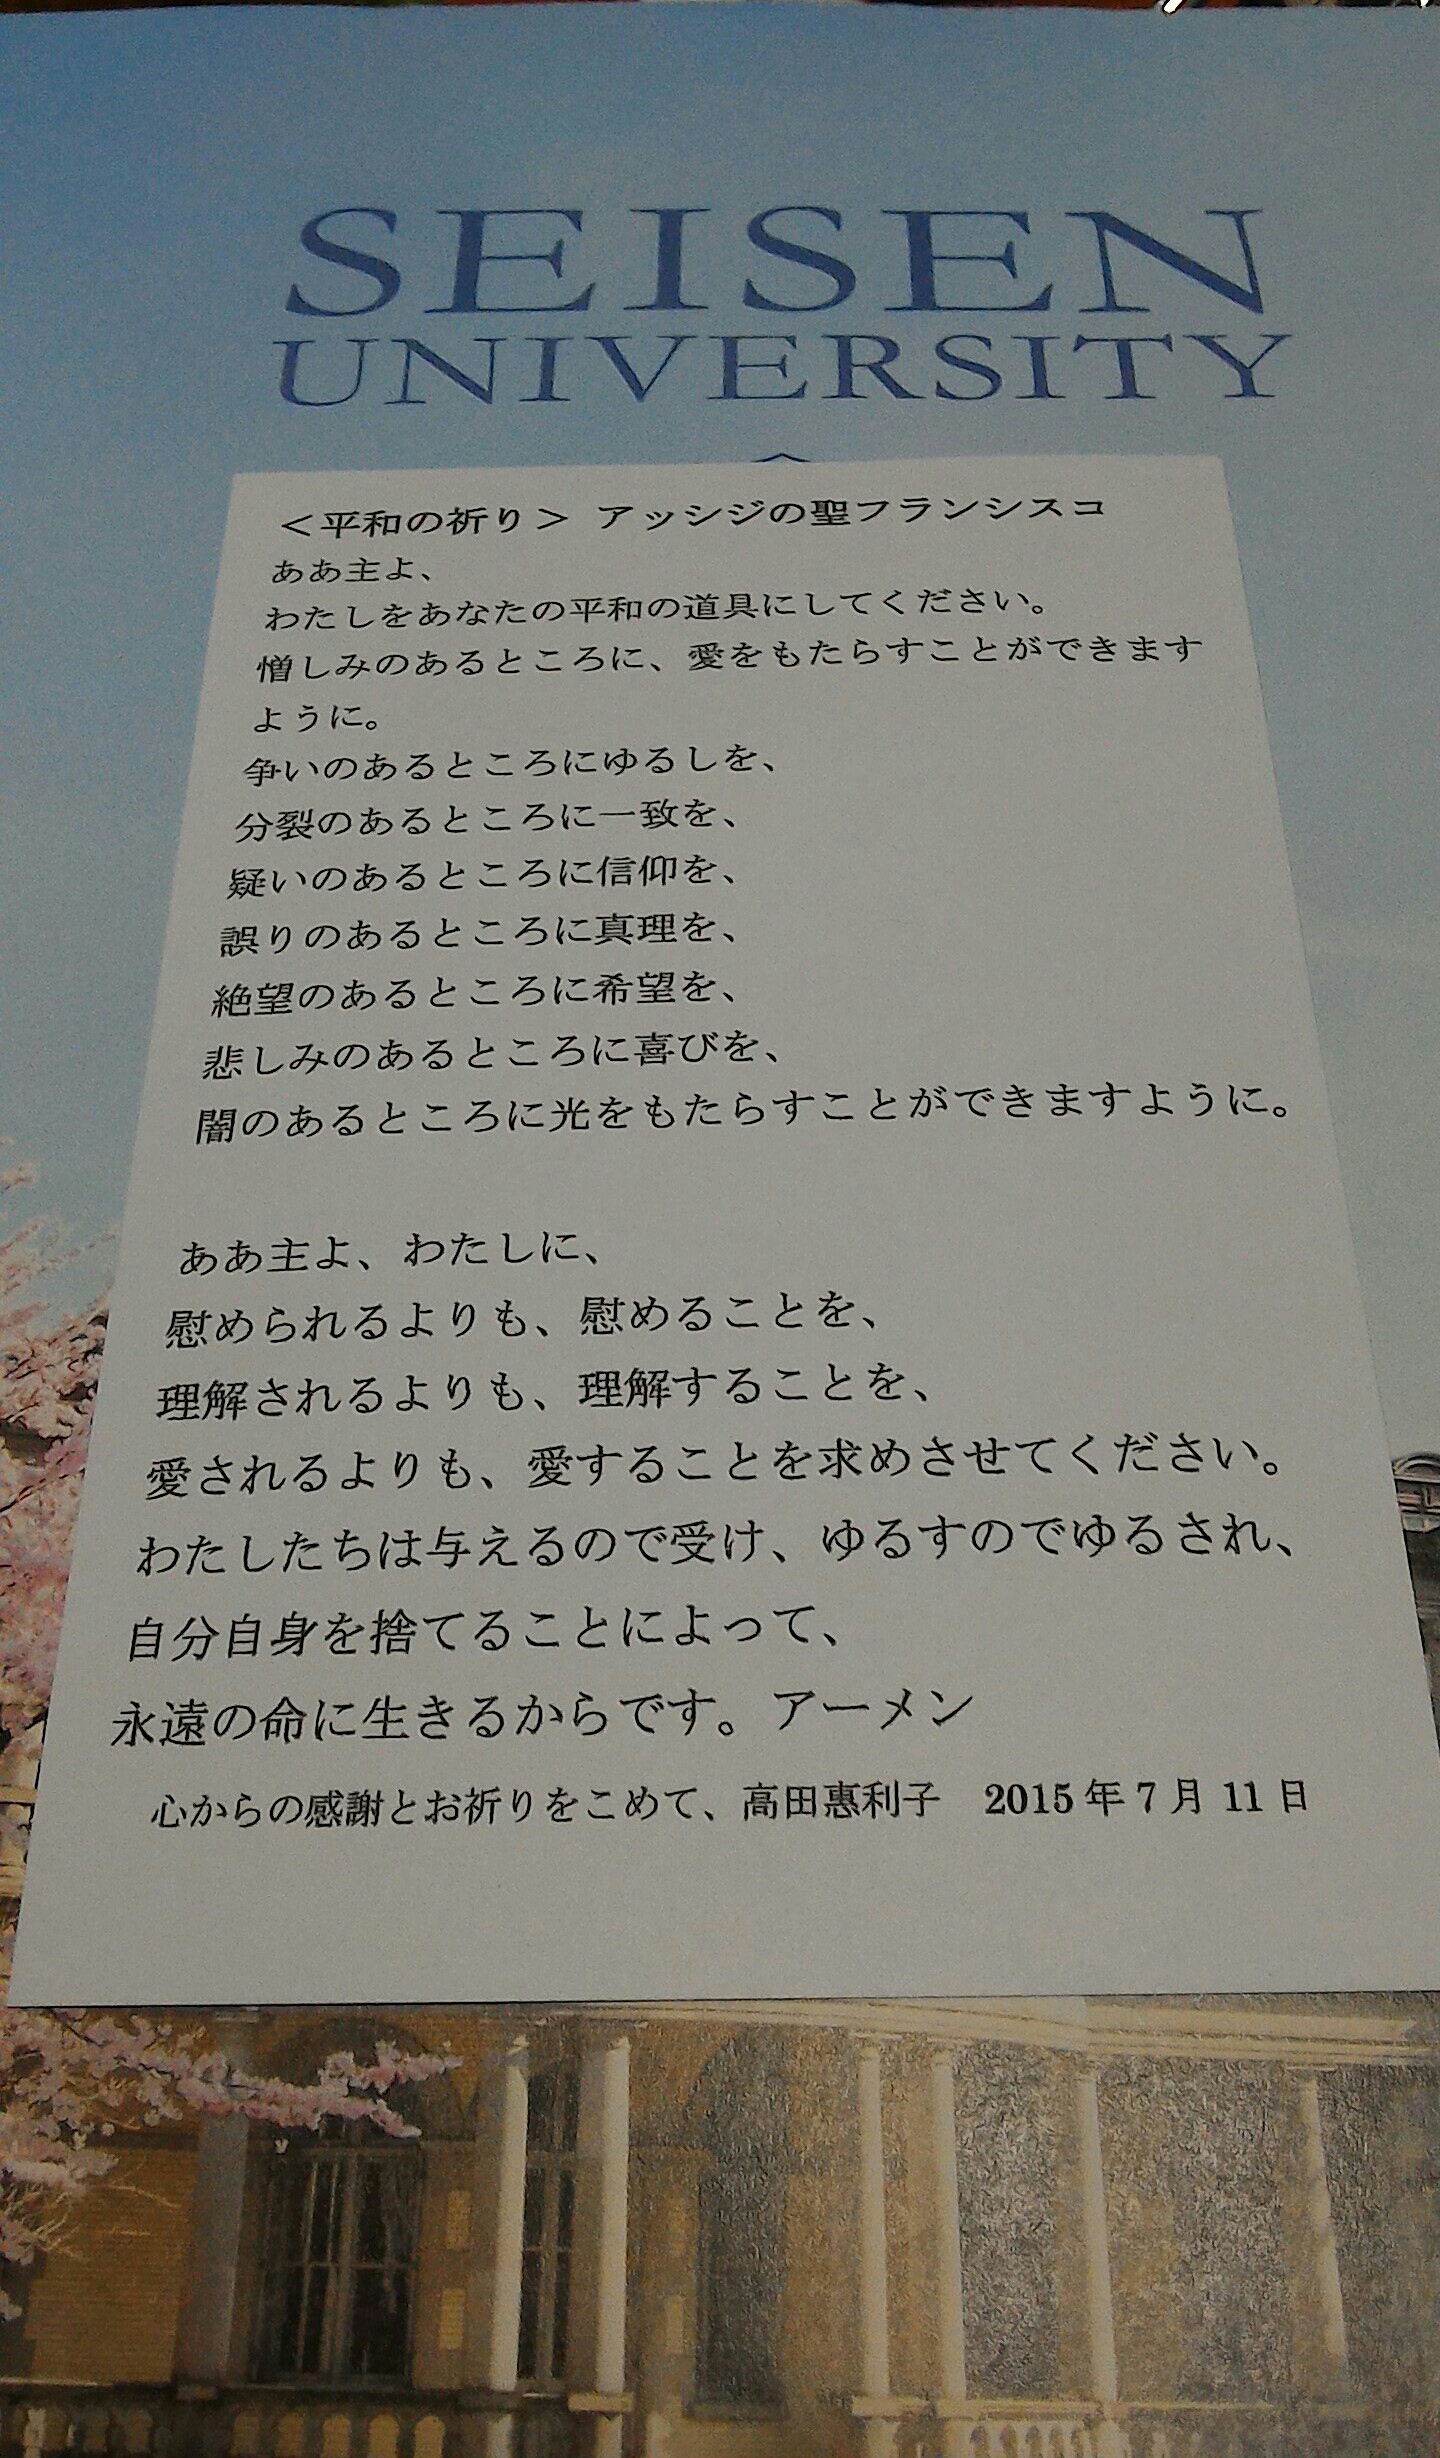 SEISEN
UNIVERSITY
＜平和の祈り＞ アッシジの聖フランシスコ
ああ主よ、
わたしをあなたの平和の道具にしてください。
憎しみのあるところに、愛をもたらすことができます
ように。
争いのあるところにゆるしを、
分裂のあるところに一致を、
疑いのあるところに信仰を、
誤りのあるところに真理を、
絶望のあるところに希望を、
悲しみのあるところに喜びを、
闇のあるところに光をもたらすことができますように。
ああ主よ、わたしに、
慰められるよりも、慰めることを、
理解されるよりも、理解することを、
愛されるよりも、愛することを求めさせてください。
わたしたちは与えるので受け、ゆるすのでゆるされ、
自分自身を捨てることによって、
永遠の命に生きるからです。アーメン
心からの感謝とお祈りをこめて、高田惠利子　2015 年 7 月 11 日